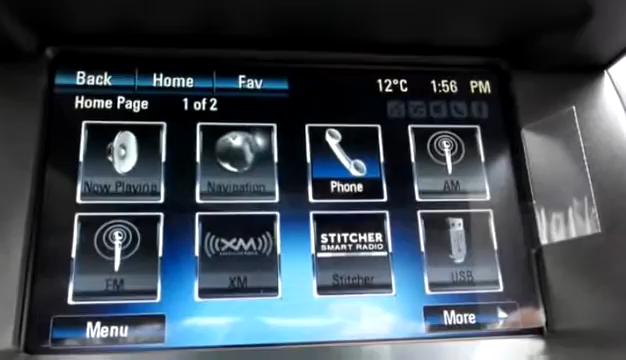 Back Home Fav 12°C 1:56 PM
Home Page 1 of 2
Now Playing Navigation Phone AM
XM STITCHER
SMART RADIO
FM XM Stitcher USB
Menu More